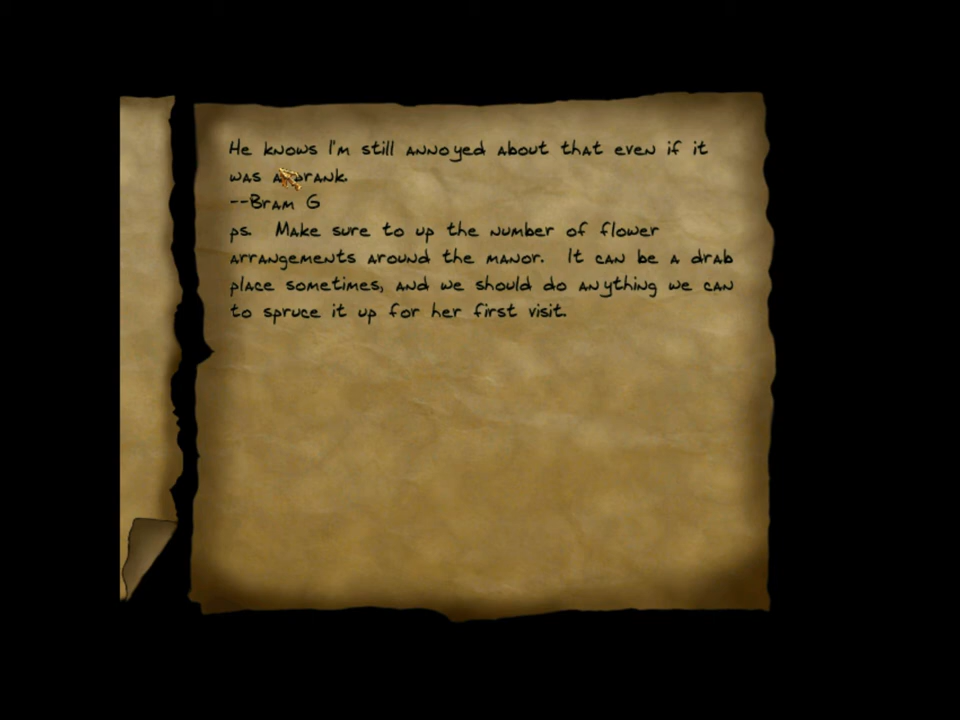 He knows I'm still annoyed about that even if it
was a prank.
--Bram G
ps.  Make sure to up the number of flower
arrangements around the manor.  It can be a drab
place sometimes, and we should do anything we can
to spruce it up for her first visit.